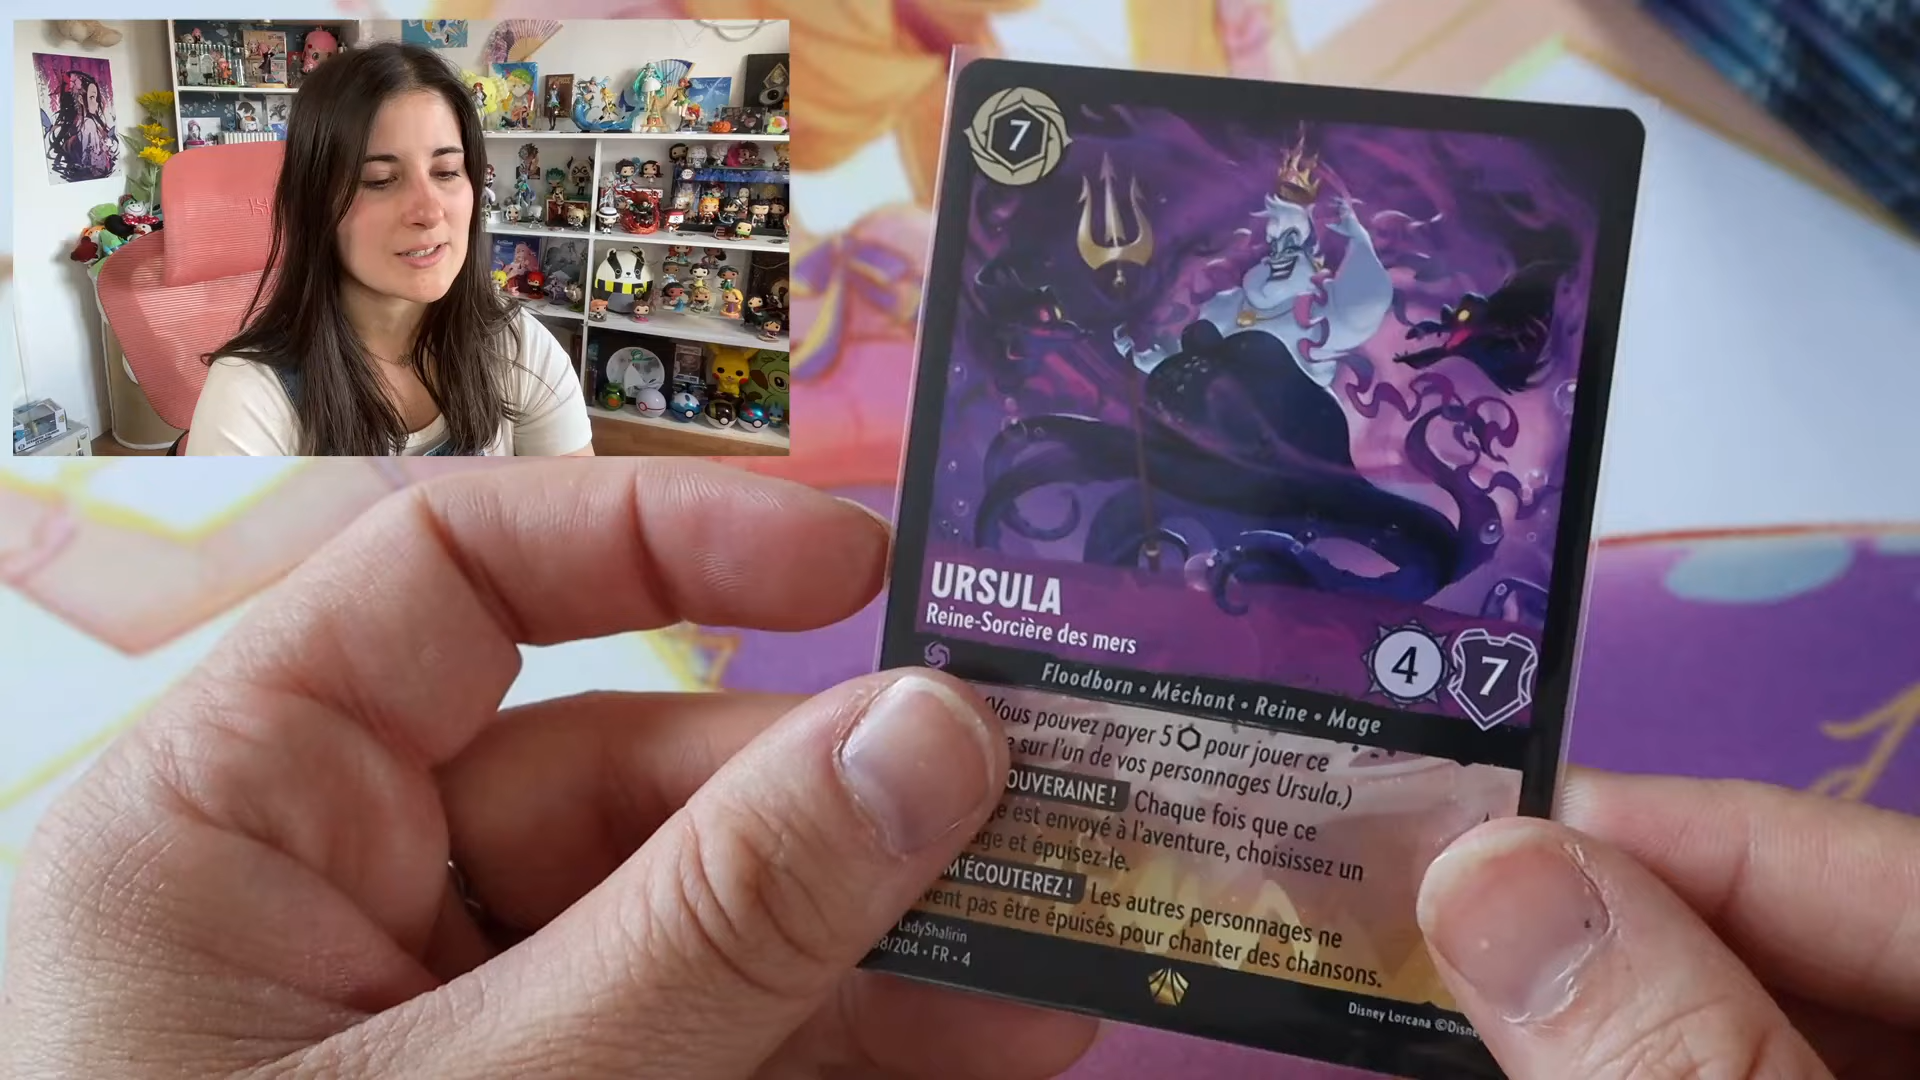 7
URSULA
Reine-Sorcière des mers
4 7
Floodborn • Méchant • Reine • Mage
(Vous pouvez payer 5 pour jouer ce
sur l'un de vos personnages Ursula.)
Chaque fois que ce
est envoyé à l'aventure, choisissez un
et épuisez-le.
M'ÉCOUTEREZ ! Les autres personnages ne
pas être épuisés pour chanter des chansons.
LadyShalirin
/204 • FR • 4
Disney Lorcana